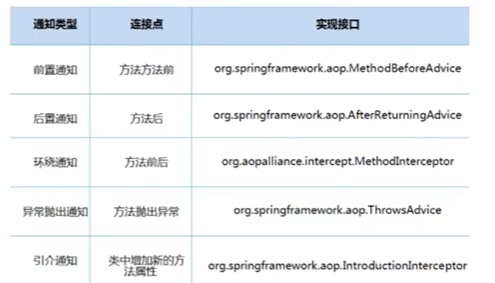 通知类型 连接点 实现接口
前置通知 方法方法前 org.springframework.aop.MethodBeforeAdvice
后置通知 方法后 org.springframework.aop.AfterReturningAdvice
环绕通知 方法前后 org.aopalliance.intercept.MethodInterceptor
异常抛出通知 方法抛出异常 org.springframework.aop.ThrowsAdvice
引介通知 类中增加新的方
法属性 org.springframework.aop.IntroductionInterceptor